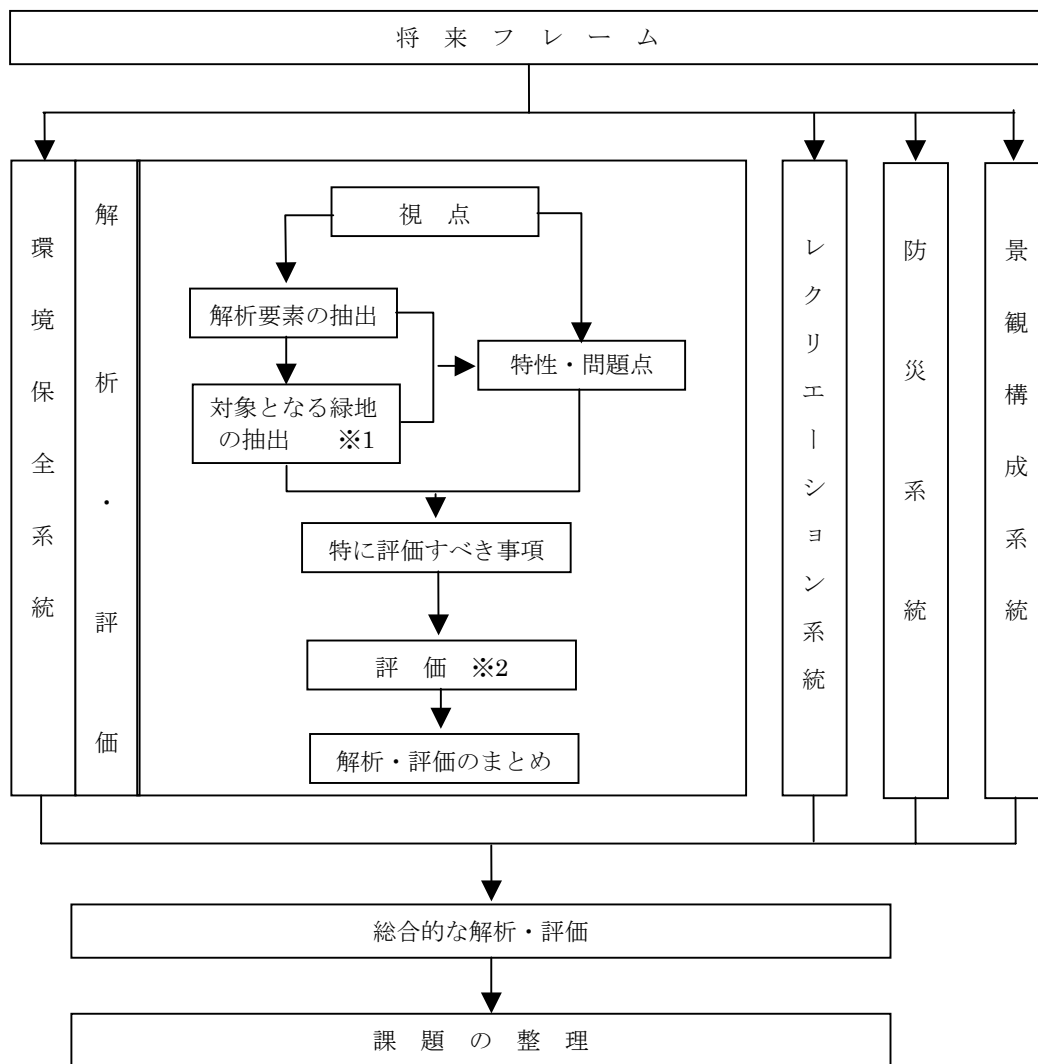 将来フレーム
環境保全系統
解析・評価
視点
解析要素の抽出
対象となる緑地
の抽出 ※1
特性・問題点
特に評価すべき事項
評価 ※2
解析・評価のまとめ
レクリエーション系統
防災系統
景観構成系統
総合的な解析・評価
課題の整理